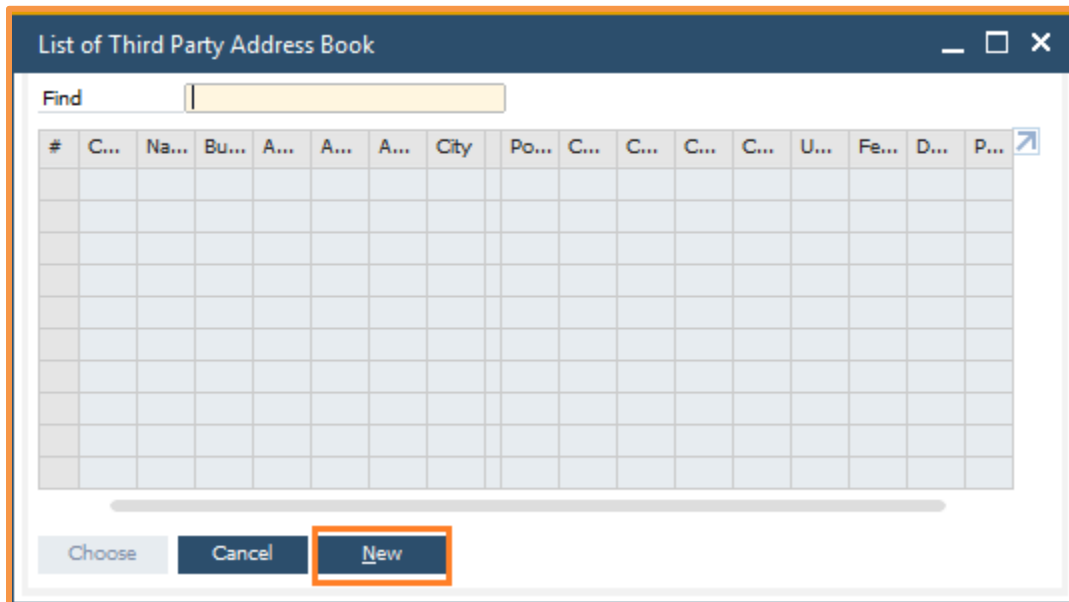 List of Third Party Address Book
Find
# C... Na... Bu... A... A... A... City Po... C... C... C... C... U... Fe... D... P...
Choose Cancel New